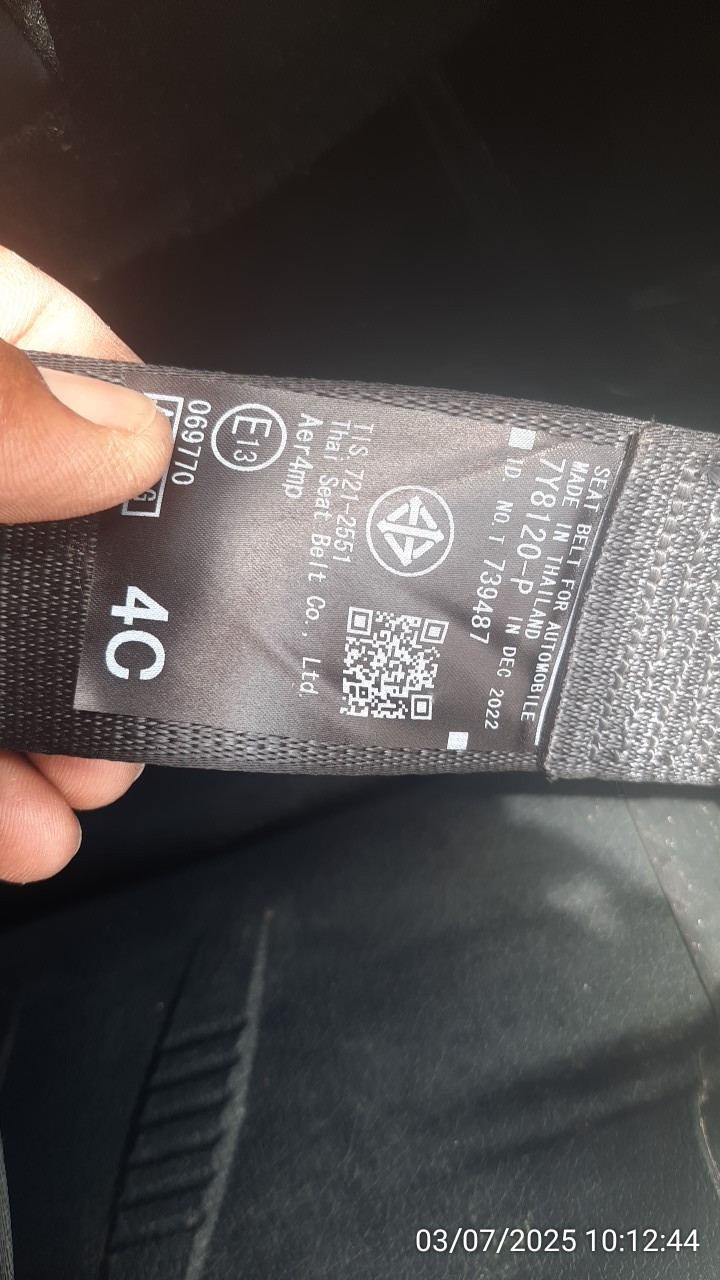 SEAT BELT FOR AUTOMOBILE
MADE IN THAILAND
7Y8120-P IN DEC 2022
ID. NO. T 739487
TIS 721-2551
Thai Seat Belt Co., Ltd.
Aer4mp
E13
069770
4C
03/07/2025 10:12:44